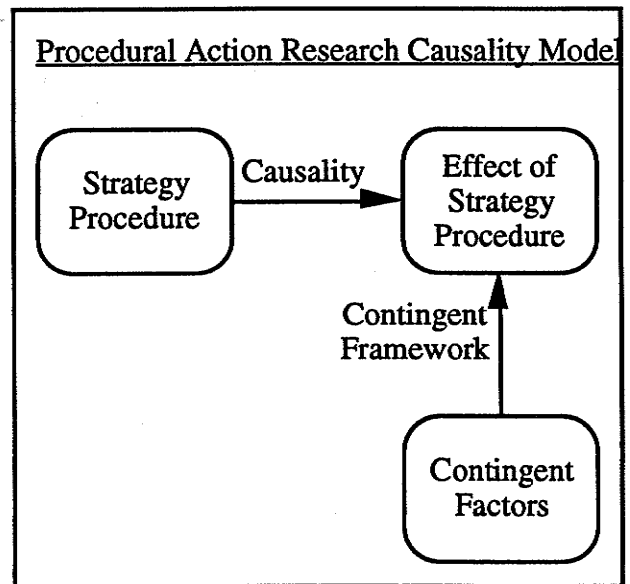 Procedural Action Research Causality Model
Strategy
Procedure
Causality
Effect of
Strategy
Procedure
Contingent
Framework
Contingent
Factors